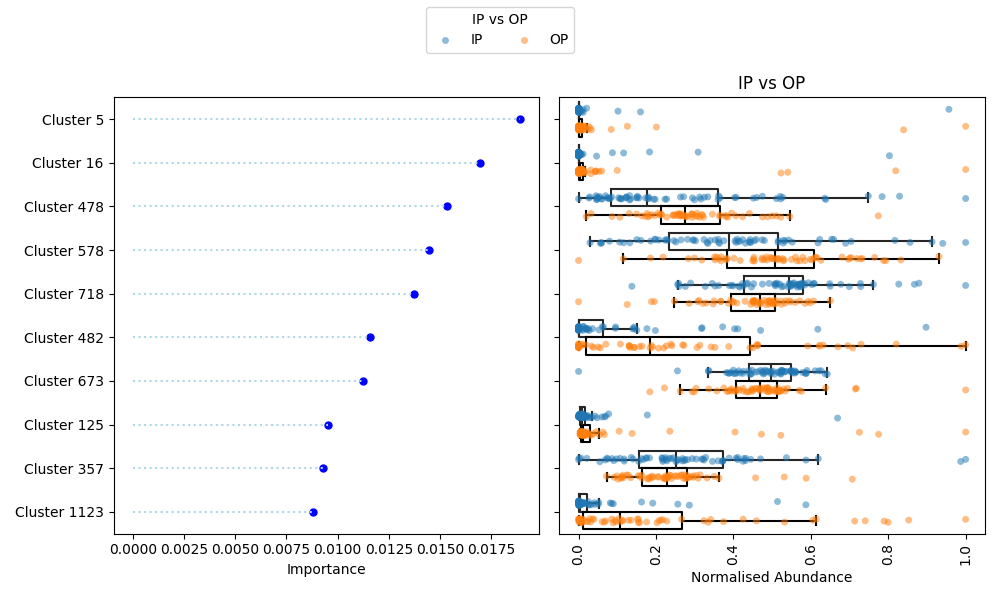 IP vs OP
IP OP
IP vs OP
Cluster 5
Cluster 16
Cluster 478
Cluster 578
Cluster 718
Cluster 482
Cluster 673
Cluster 125
Cluster 357
Cluster 1123
0.0000 0.0025 0.0050 0.0075 0.0100 0.0125 0.0150 0.0175
Importance
0.0 0.2 0.4 0.6 0.8 1.0
Normalised Abundance